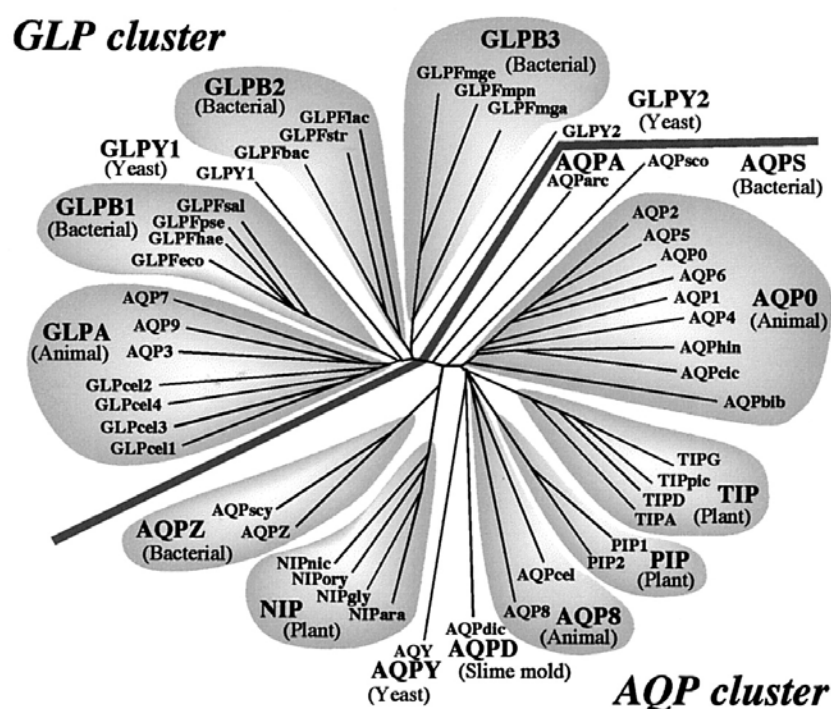 GLP cluster
GLPB3
(Bacterial)
GLPFmge
GLPFmpn
GLPFmga
GLPB2
(Bacterial)
GLPFlac
GLPFstr
GLPFbac
GLPY2
(Yeast)
GLPY2
GLPY1
(Yeast)
GLPY1
AQPA
AQParc
AQPsco
AQPS
(Bacterial)
GLPB1
(Bacterial)
GLPFsal
GLPFpse
GLPFhae
GLPFeco
AQP2
AQP5
AQP0
AQP6
AQP1
AQP4
AQPhin
AQPcic
AQPbib
AQP0
(Animal)
GLPA
(Animal)
AQP7
AQP9
AQP3
GLPcel2
GLPcel4
GLPcel3
GLPcel1
TIPG
TIPpic
TIPD
TIPA
TIP
(Plant)
AQPscy
AQPZ
AQPZ
(Bacterial)
PIP1
PIP2
PIP
(Plant)
NIPnic
NIPory
NIPgly
NIPara
NIP
(Plant)
AQPcel
AQP8
AQP8
(Animal)
AQPdic
AQPD
(Slime mold)
AQY
AQPY
(Yeast)
AQP cluster